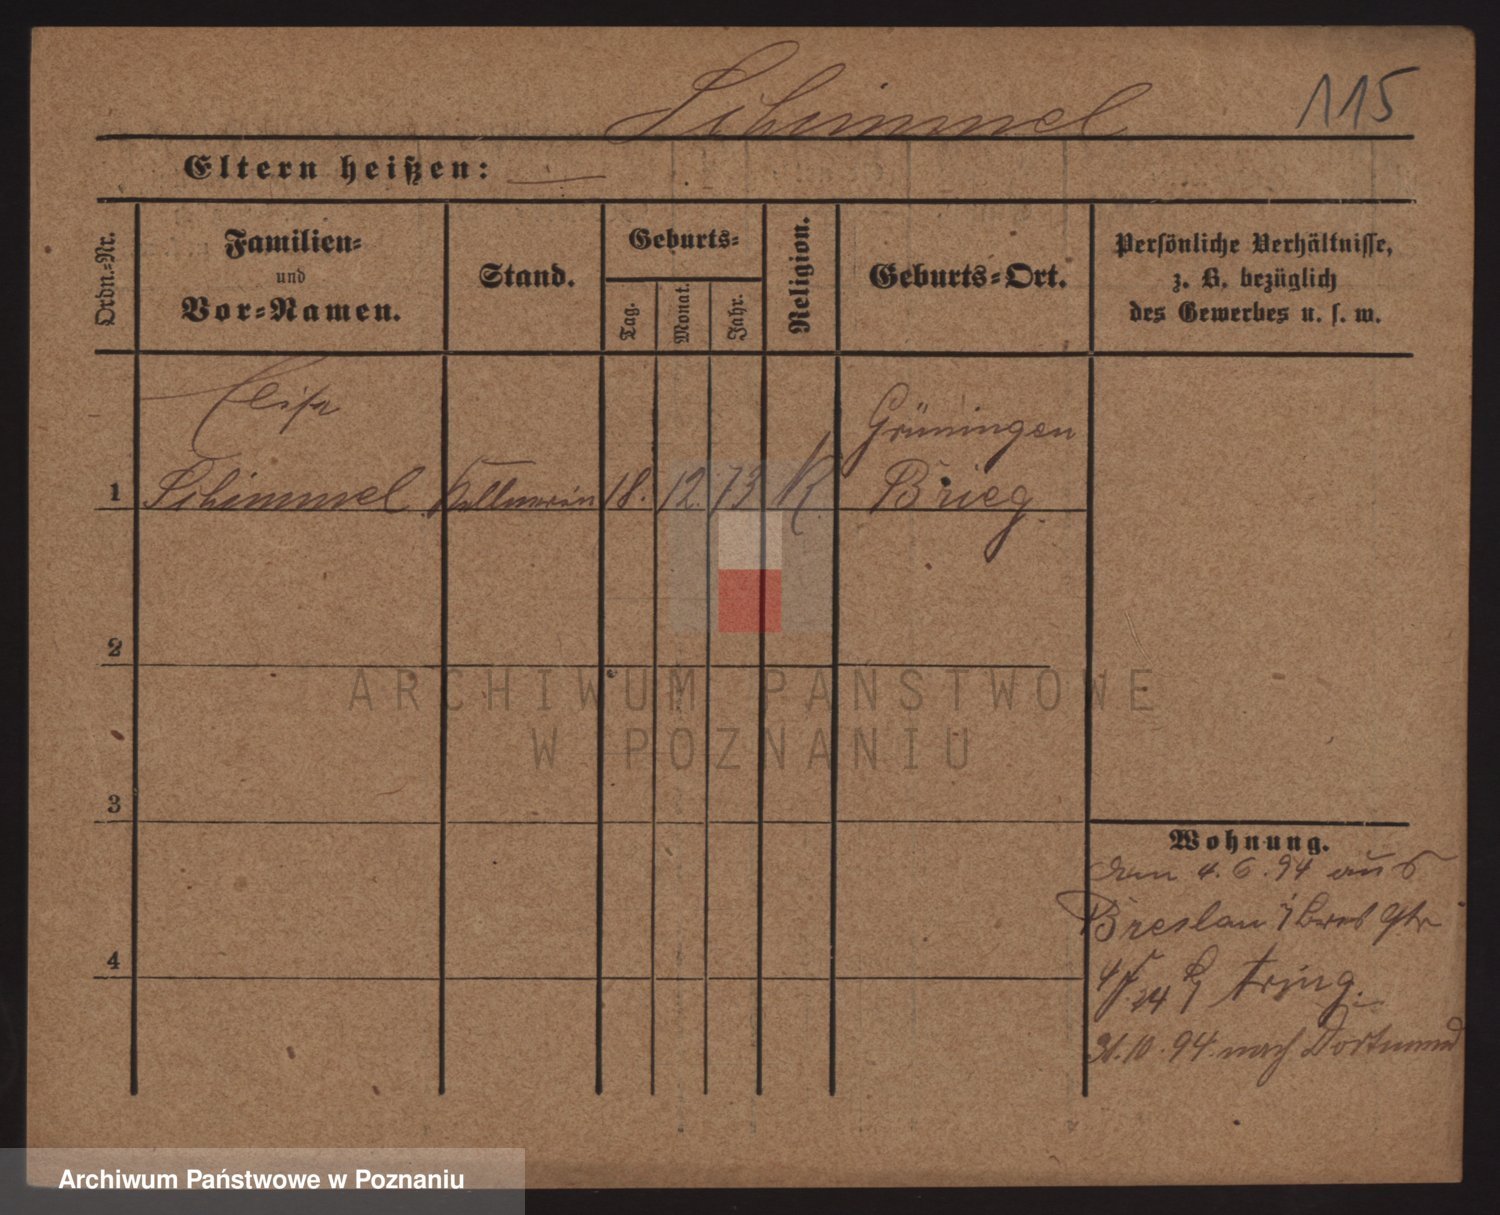 Schimmel 115
Eltern heißen: —
Ordn.-Nr.
Familien-
und
Vor-Namen.
Stand.
Geburts-
Tag.
Monat.
Jahr.
Religion.
Geburts-Ort.
Persönliche Verhältnisse,
z. B. bezüglich
des Gewerbes u. s. w.
Elise
Grüningen
1 Schimmel Kellnerin 18. 12. 73 K. Brieg
2
3
4
Wohnung.
4. 6. 94 aus
Breslau
31. 10. 94 nach Dortmund
ARCHIWUM PAŃSTWOWE
W POZNANIU
Archiwum Państwowe w Poznaniu